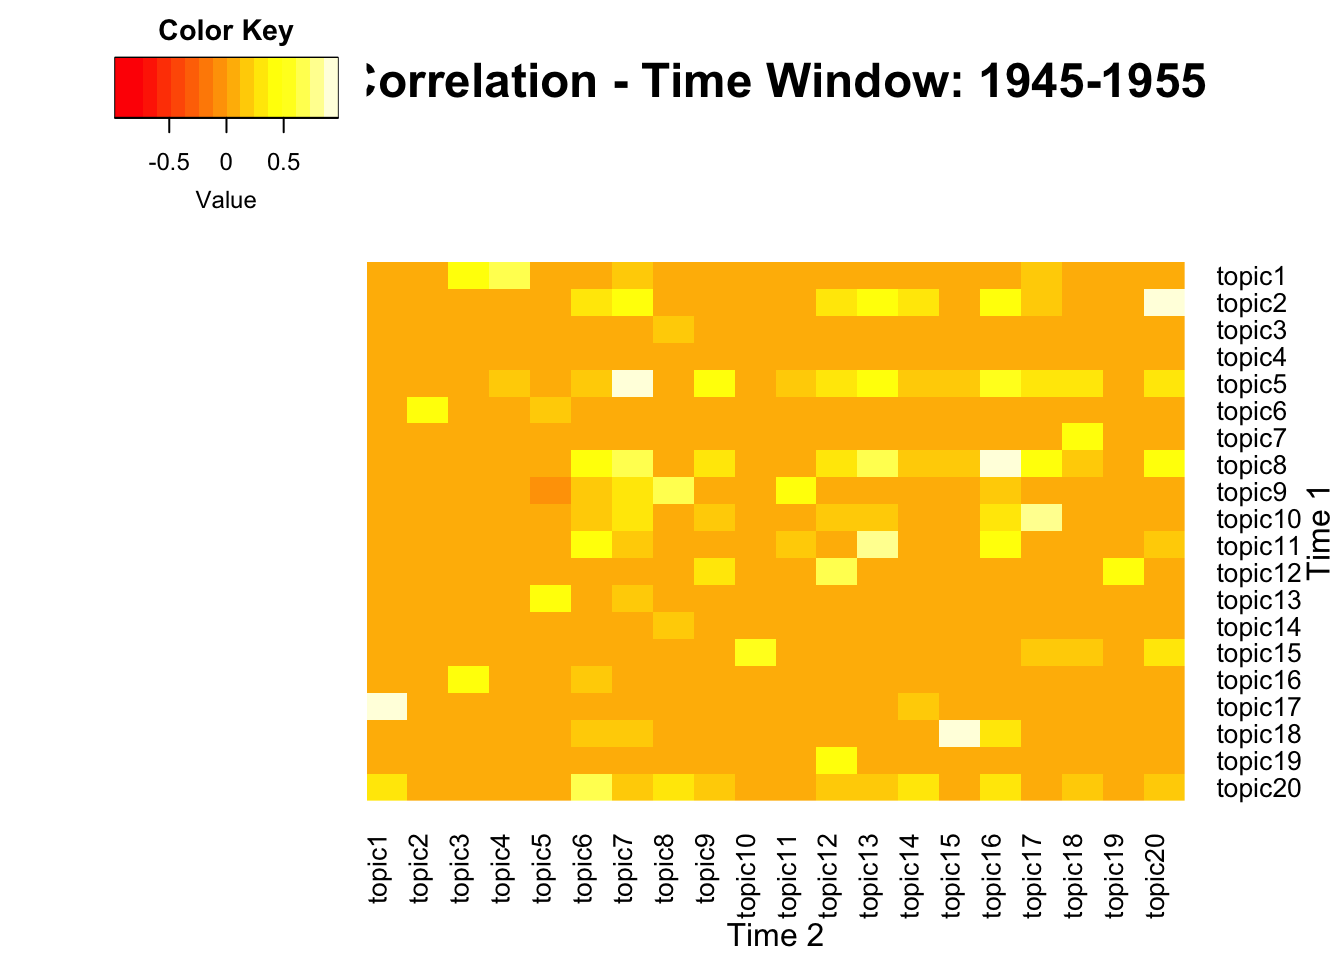 Color Key
-0.5 0 0.5
Value
Correlation - Time Window: 1945-1955
topic1
topic2
topic3
topic4
topic5
topic6
topic7
topic8
topic9
topic10
topic11
topic12
topic13
topic14
topic15
topic16
topic17
topic18
topic19
topic20
Time 1
topic1
topic2
topic3
topic4
topic5
topic6
topic7
topic8
topic9
topic10
topic11
topic12
topic13
topic14
topic15
topic16
topic17
topic18
topic19
topic20
Time 2